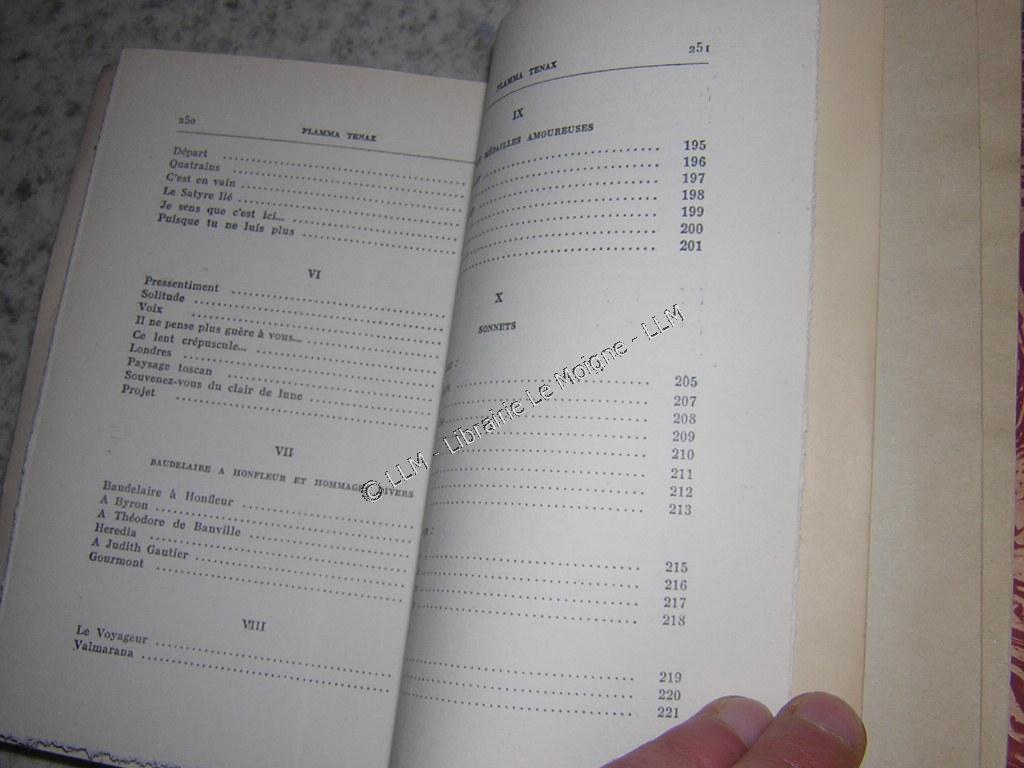 250
FLAMMA TENAX
Départ
Quatrains
C'est en vain
Le Satyre lié
Je sens que c'est ici...
Puisque tu ne luis plus
VI
Pressentiment
Solitude
Voix
Il ne pense plus guère à vous...
Ce lent crépuscule...
Londres
Paysage toscan
Souvenez-vous du clair de lune
Projet
VII
BAUDELAIRE A HONFLEUR ET HOMMAGES DIVERS
Baudelaire à Honfleur
A Byron
A Théodore de Banville
Heredia
A Judith Gautier
Gourmont
VIII
Le Voyageur
Valmarana
251
FLAMMA TENAX
IX
MÉDAILLES AMOUREUSES
195
196
197
198
199
200
201
X
SONNETS
205
207
208
209
210
211
212
213
215
216
217
218
219
220
221
© LLM - Librairie Le Moigne - LLM